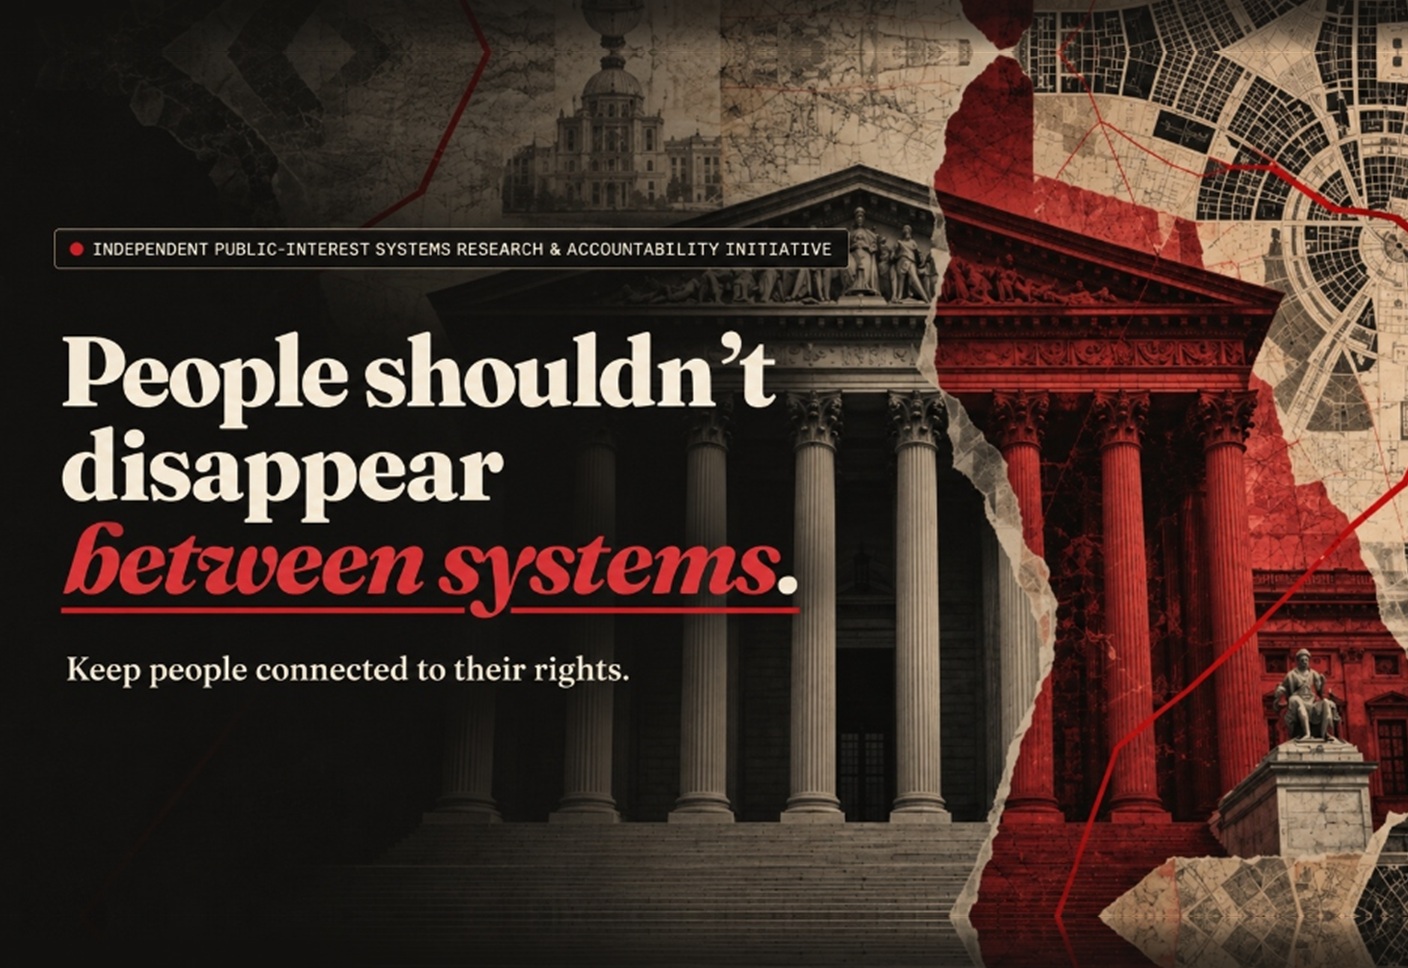 INDEPENDENT PUBLIC-INTEREST SYSTEMS RESEARCH & ACCOUNTABILITY INITIATIVE
People shouldn’t
disappear
between systems.
Keep people connected to their rights.